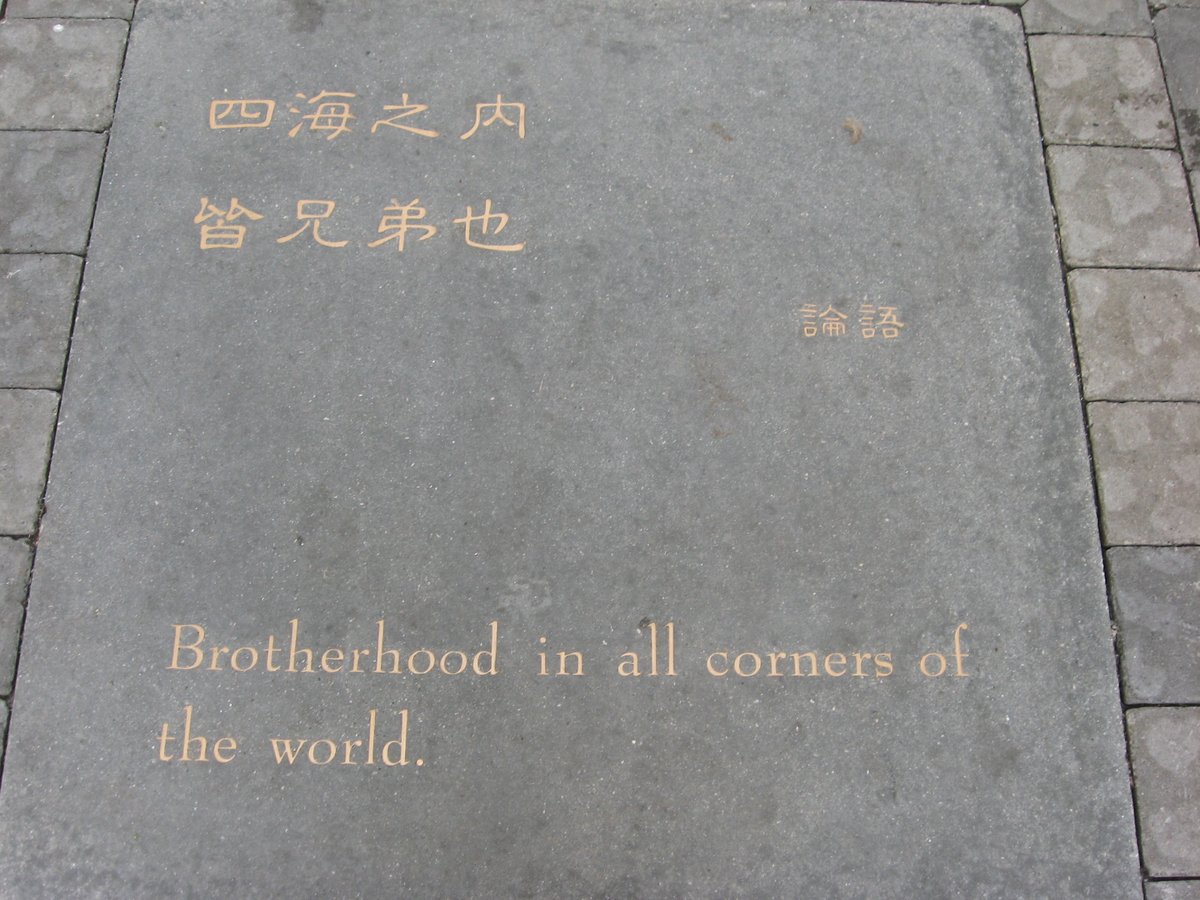 四海之内
皆兄弟也
論語
Brotherhood in all corners of
the world.